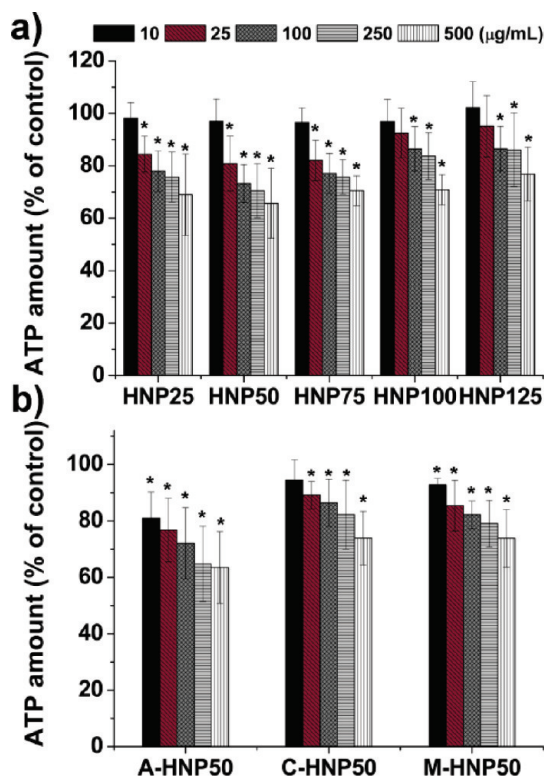 a)
10 25 100 250 500 (μg/mL)
ATP amount (% of control)
120
100
80
60
40
20
0
* * * *
* * * *
* * * *
* * *
* * * *
HNP25 HNP50 HNP75 HNP100 HNP125
b)
ATP amount (% of control)
100
80
60
40
20
0
* * * * *
* * * *
* * * * *
A-HNP50 C-HNP50 M-HNP50